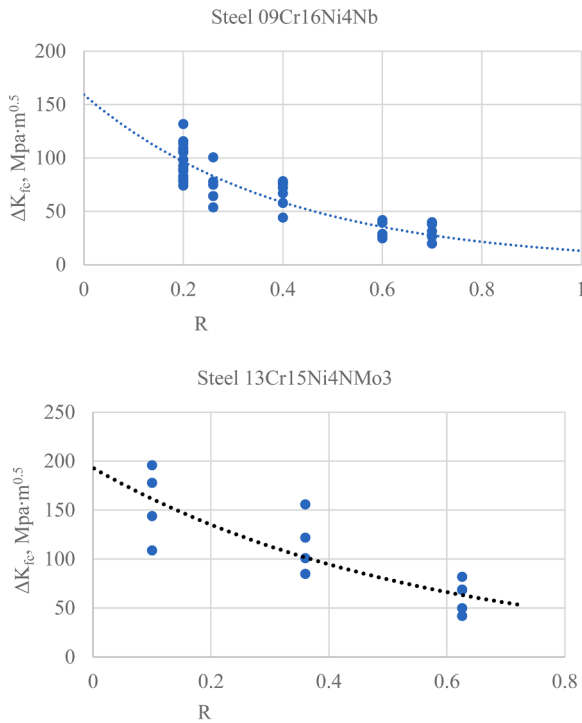 Steel 09Cr16Ni4Nb
ΔKfc, Mpa·m0.5
200
150
100
50
0
0 0.2 0.4 0.6 0.8 1
R
Steel 13Cr15Ni4NMo3
ΔKfc, Mpa·m0.5
250
200
150
100
50
0
0 0.2 0.4 0.6 0.8
R